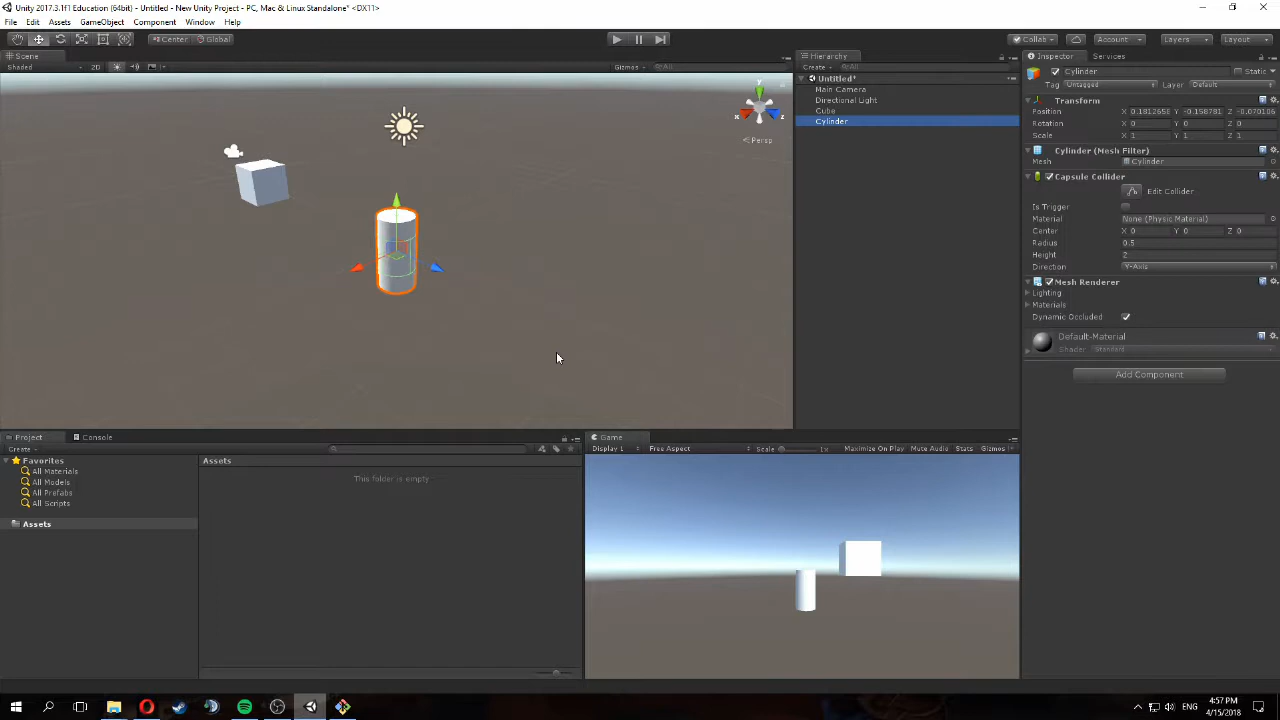 Unity 2017.3.1f1 Education (64bit) - Untitled - New Unity Project - PC, Mac & Linux Standalone* <DX11>
File Edit Assets GameObject Component Window Help
Center Global Collab Account Layers Layout
Scene
Shaded 2D Gizmos All
y
x z
Persp
Hierarchy
Create All
Untitled*
Main Camera
Directional Light
Cube
Cylinder
Inspector Services
Cylinder Static
Tag Untagged Layer Default
Transform
Position X 0.181265 Y -0.158781 Z -0.070106
Rotation X 0 Y 0 Z 0
Scale X 1 Y 1 Z 1
Cylinder (Mesh Filter)
Mesh Cylinder
Capsule Collider
Edit Collider
Is Trigger
Material None (Physic Material)
Center X 0 Y 0 Z 0
Radius 0.5
Height 2
Direction Y-Axis
Mesh Renderer
Lighting
Materials
Dynamic Occluded
Default-Material
Shader Standard
Add Component
Project Console
Create
Favorites
All Materials
All Models
All Prefabs
All Scripts
Assets
Assets
This folder is empty
Game
Display 1 Free Aspect Scale 1x Maximize On Play Mute Audio Stats Gizmos
ENG
4:57 PM
4/15/2018